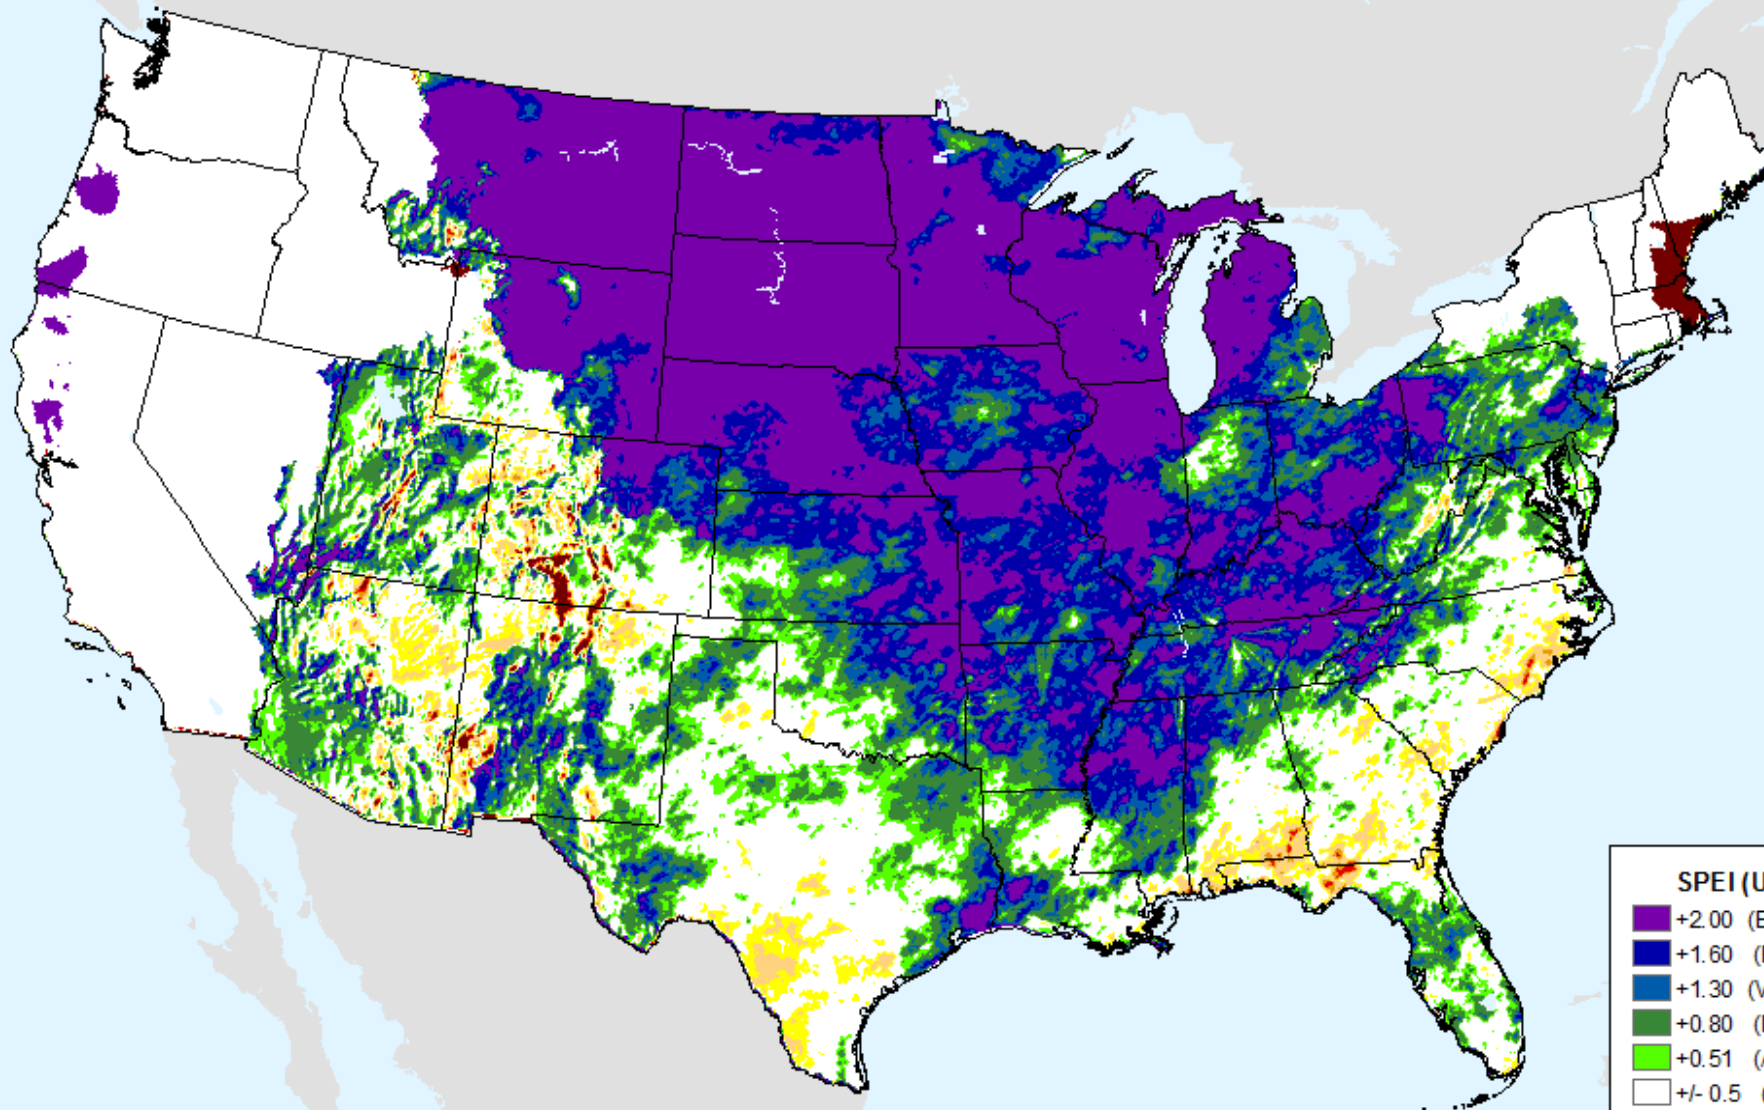 SPEI (U
+2.00 (E
+1.60 (
+1.30 (V
+0.80 (
+0.51 (
+/- 0.5 (